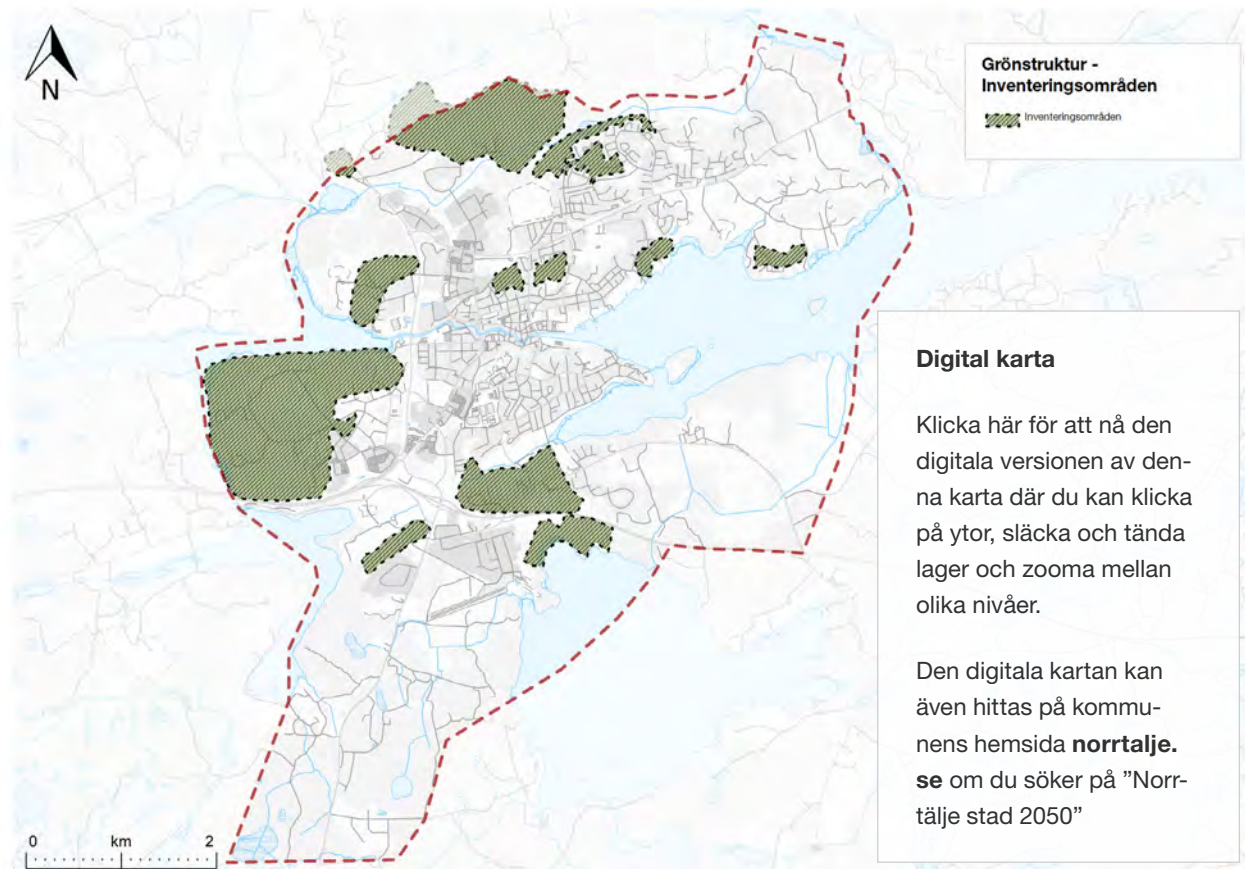 N
Grönstruktur -
Inventeringsområden
Inventeringsområden
Digital karta
Klicka här för att nå den
digitala versionen av den-
na karta där du kan klicka
på ytor, släcka och tända
lager och zooma mellan
olika nivåer.
Den digitala kartan kan
även hittas på kommu-
nens hemsida norrtalje.
se om du söker på ”Norr-
tälje stad 2050”
0 km 2